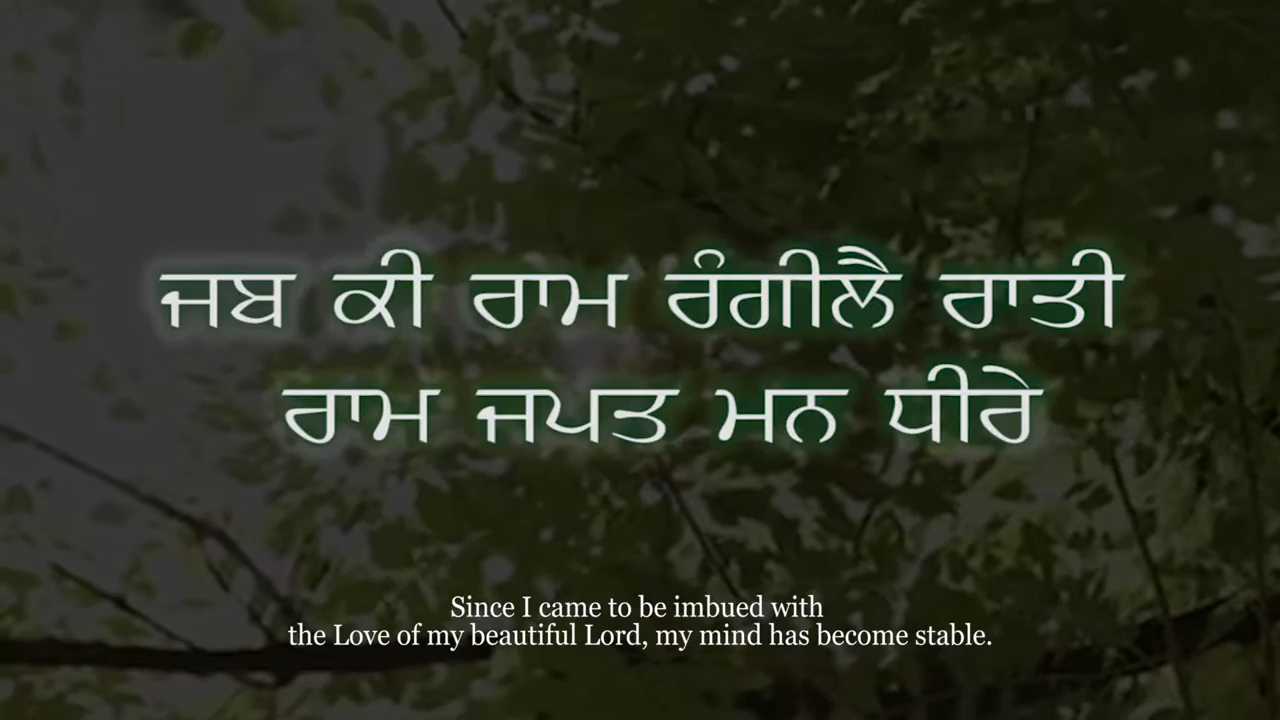 ਜਬ ਕੀ ਰਾਮ ਰੰਗੀਲੈ ਰਾਤੀ
ਰਾਮ ਜਪਤ ਮਨ ਧੀਰੇ
Since I came to be imbued with
the Love of my beautiful Lord, my mind has become stable.